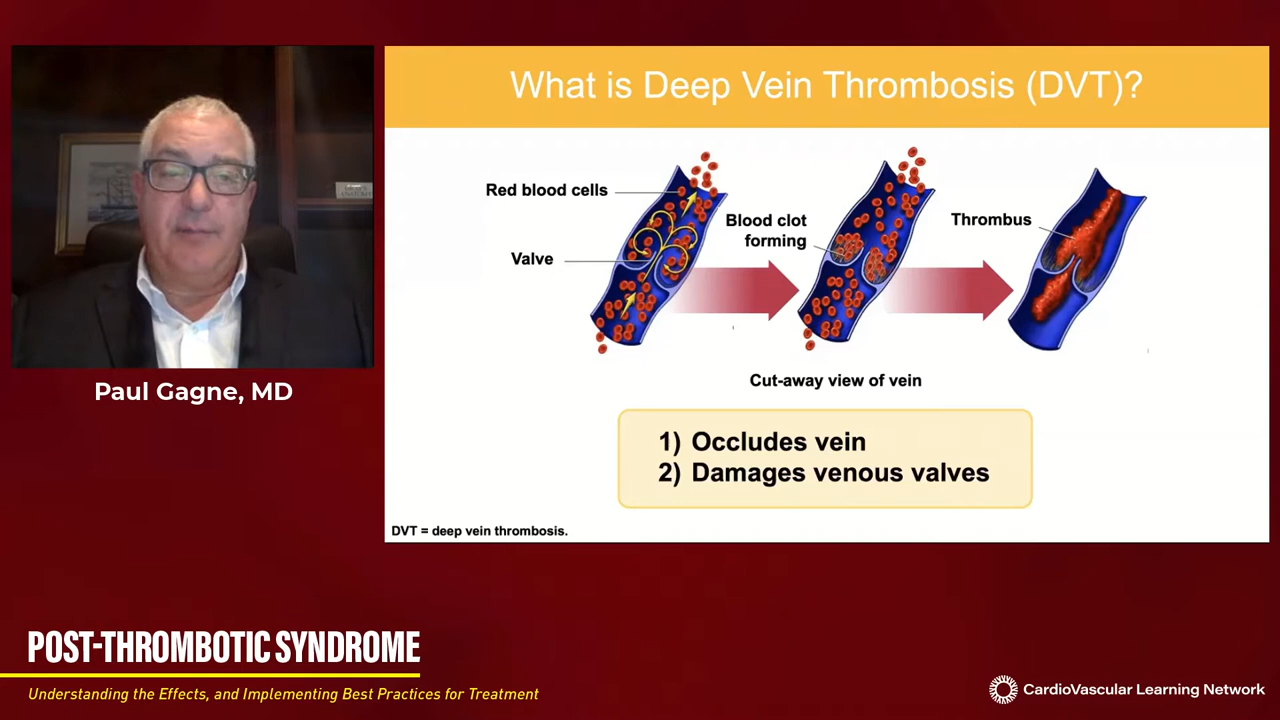 What is Deep Vein Thrombosis (DVT)?
Red blood cells
Valve
Blood clot
forming
Thrombus
Cut-away view of vein
1) Occludes vein
2) Damages venous valves
DVT = deep vein thrombosis.
Paul Gagne, MD
POST-THROMBOTIC SYNDROME
Understanding the Effects, and Implementing Best Practices for Treatment
CardioVascular Learning Network